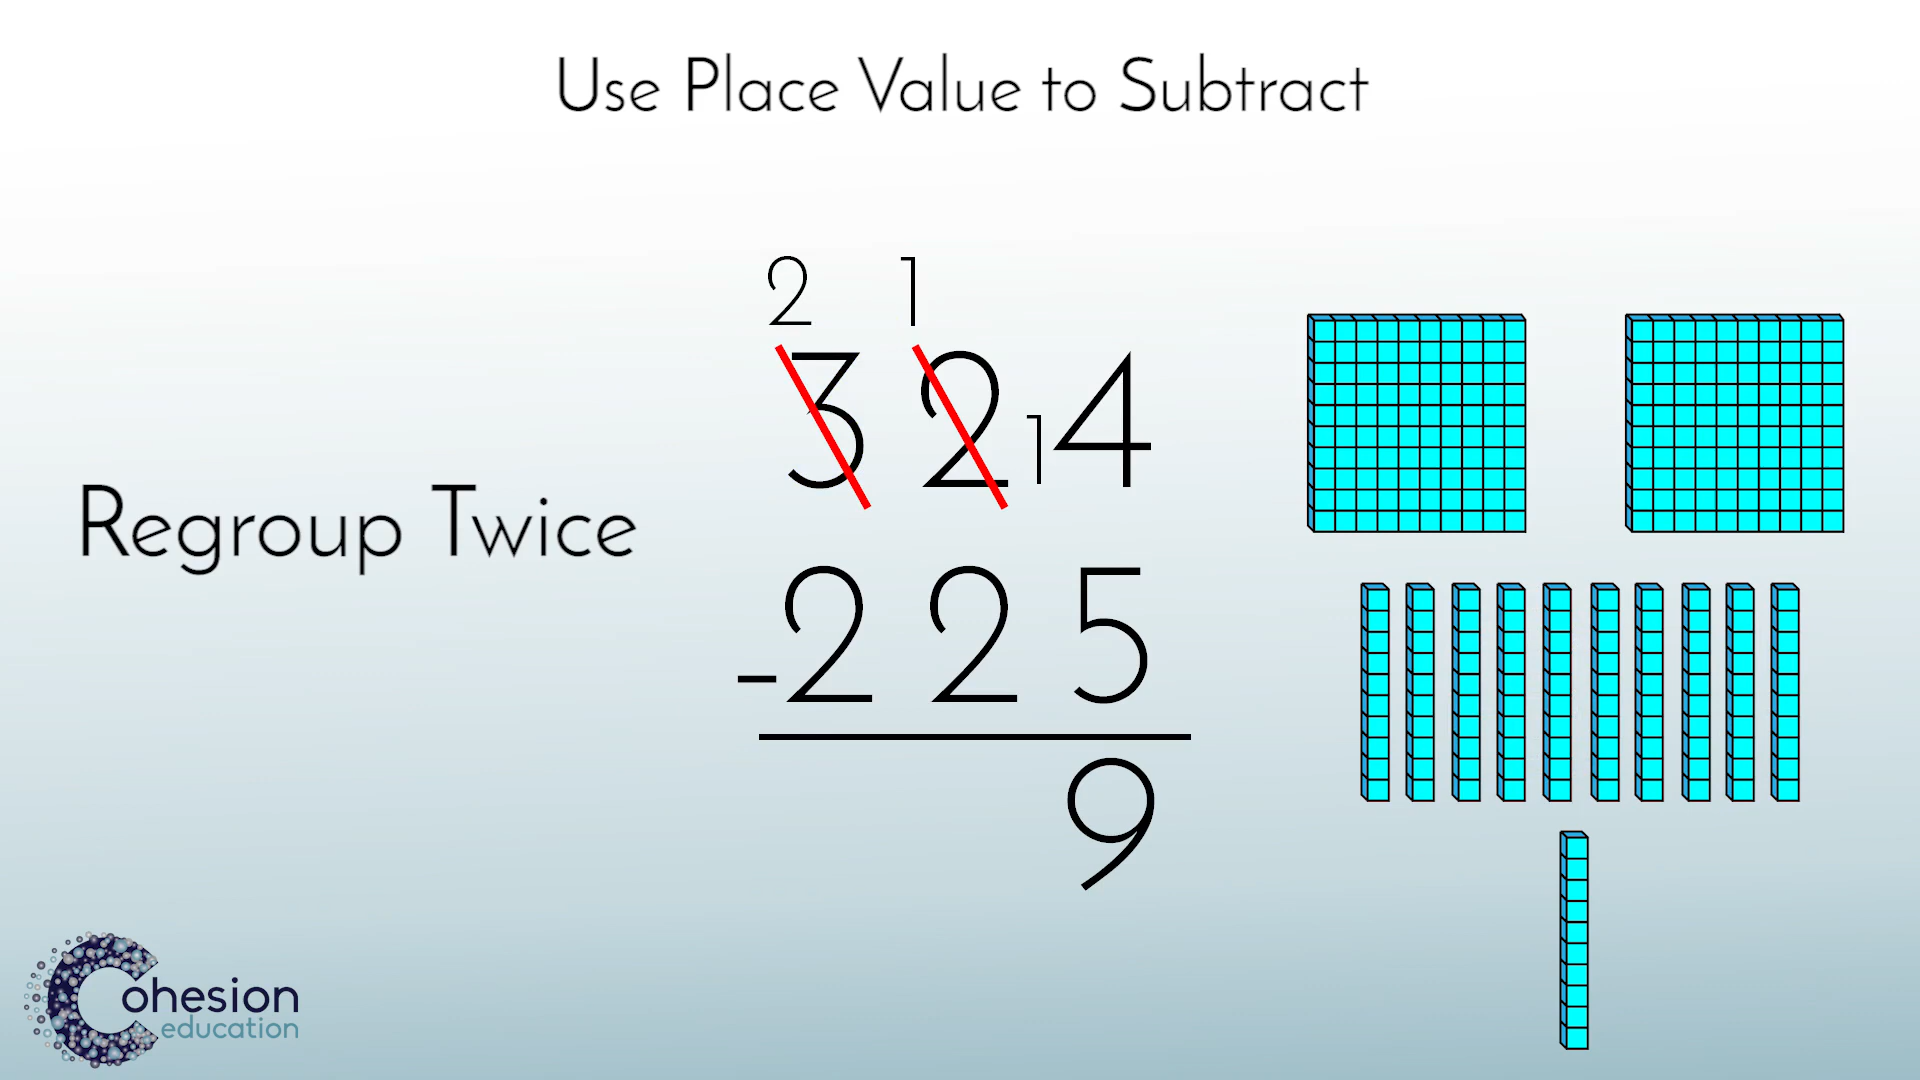 Use Place Value to Subtract
2 1
3 2 14
Regroup Twice
-2 2 5
9
Cohesion
education